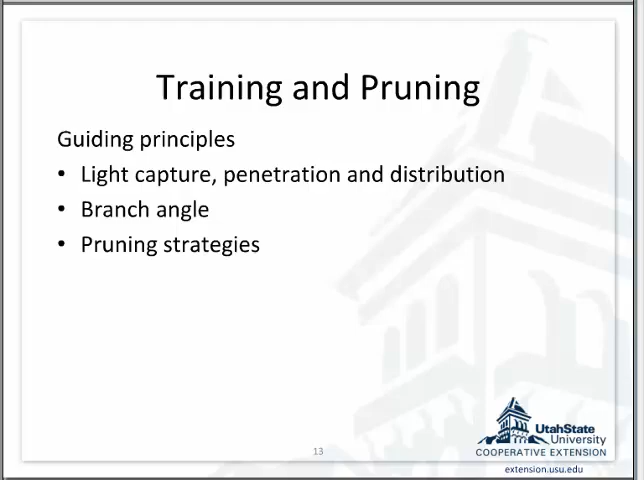 Training and Pruning
Guiding principles
• Light capture, penetration and distribution
• Branch angle
• Pruning strategies
UtahState
University
COOPERATIVE EXTENSION
13
extension.usu.edu